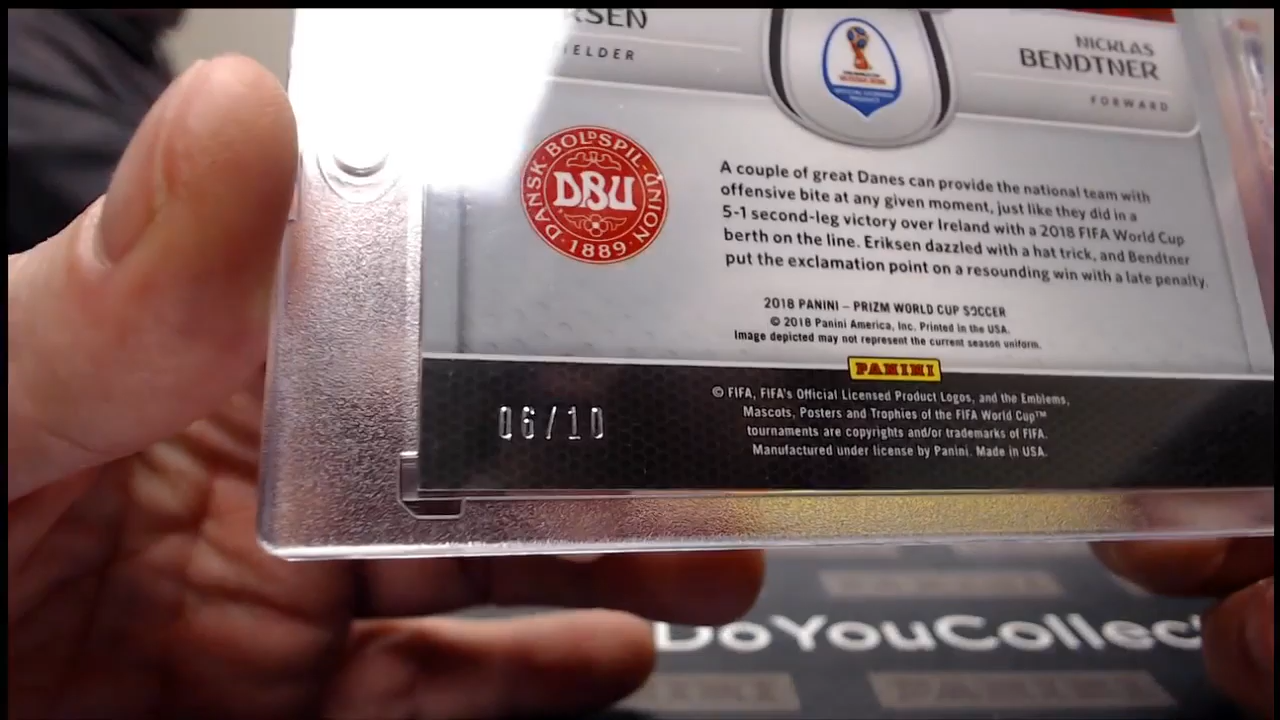 KSEN
IELDER
NICKLAS
BENDTNER
FORWARD
DANSK · BOLDSPIL · UNION
DBU
· 1889 ·
A couple of great Danes can provide the national team with
offensive bite at any given moment, just like they did in a
5-1 second-leg victory over Ireland with a 2018 FIFA World Cup
berth on the line. Eriksen dazzled with a hat trick, and Bendtner
put the exclamation point on a resounding win with a late penalty.
2018 PANINI – PRIZM WORLD CUP SOCCER
© 2018 Panini America, Inc. Printed in the USA.
Image depicted may not represent the current season uniform.
PANINI
© FIFA, FIFA's Official Licensed Product Logos, and the Emblems,
Mascots, Posters and Trophies of the FIFA World Cup™
tournaments are copyrights and/or trademarks of FIFA.
Manufactured under license by Panini. Made in USA.
06/10
DoYouCollec